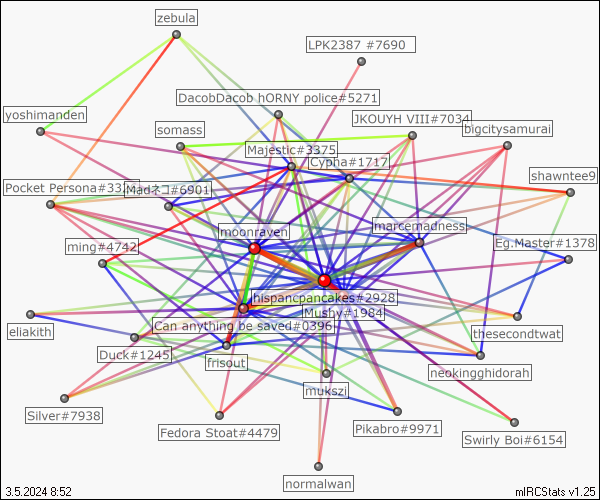 zebula
LPK2387 #7690
DacobDacob hORNY police#5271
yoshimanden
JKOUYH VIII#7034
somass
bigcitysamurai
Majestic#3375
Cypha#1717
shawntee9
Pocket Persona#33
Madネコ#6901
moonraven
marcemadness
ming#4742
Eg.Master#1378
hispancpancakes#2928
Mushy#1984
Can anything be saved#0396
eliakith
thesecondtwat
Duck#1245
frisout
neokingghidorah
mukszi
Silver#7938
Fedora Stoat#4479
Pikabro#9971
Swirly Boi#6154
normalwan
3.5.2024 8:52
mIRCStats v1.25